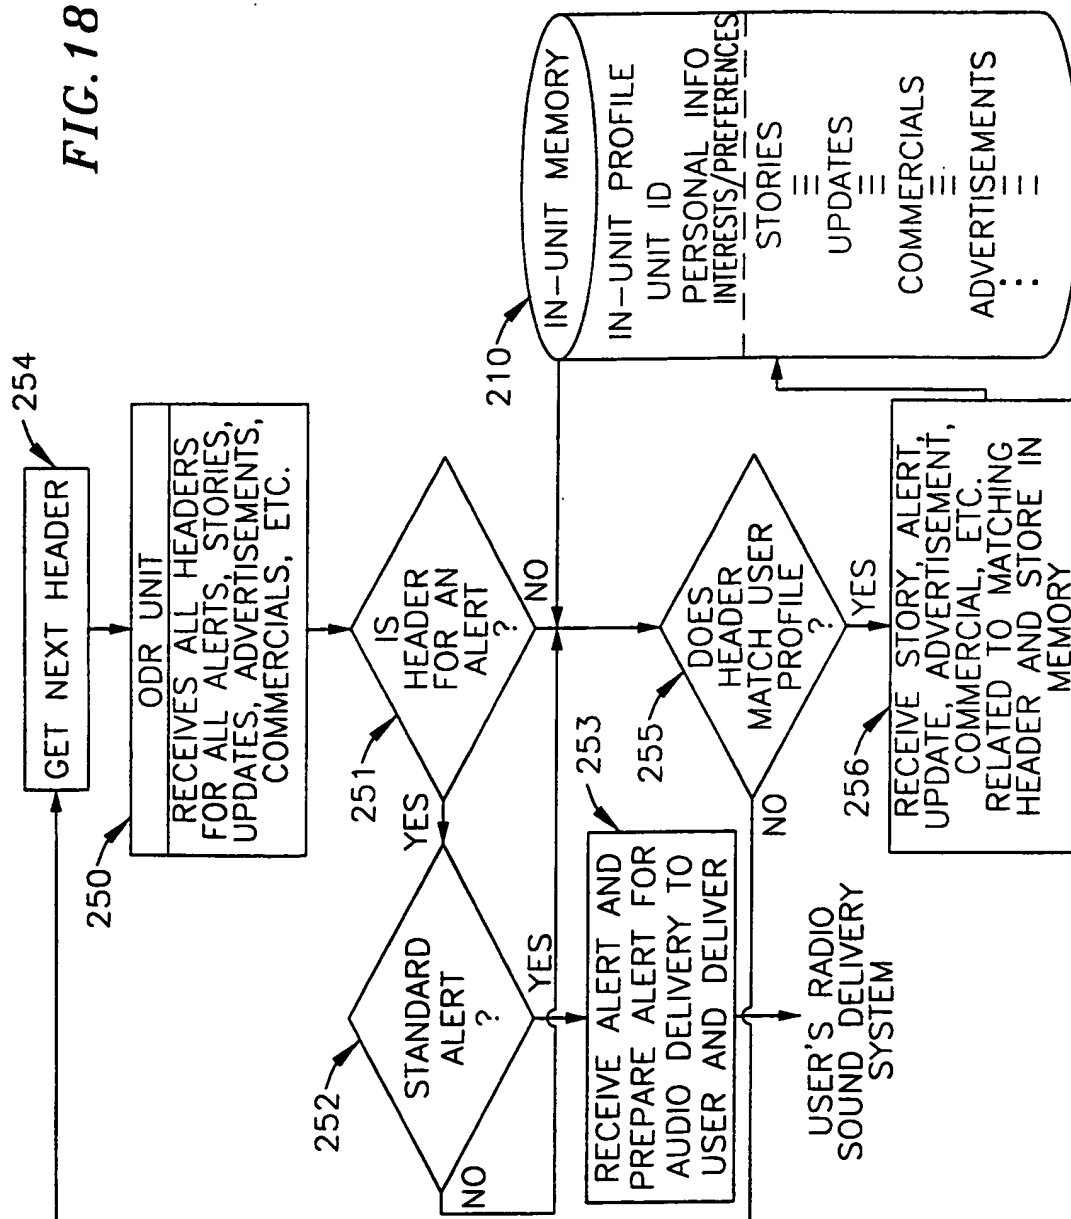 FIG. 18
254
GET NEXT HEADER
250
ODR UNIT
RECEIVES ALL HEADERS
FOR ALL ALERTS, STORIES,
UPDATES, ADVERTISEMENTS,
COMMERCIALS, ETC.
251
IS
HEADER
FOR AN
ALERT
?
YES
NO
252
STANDARD
ALERT
?
YES
NO
253
RECEIVE ALERT AND
PREPARE ALERT FOR
AUDIO DELIVERY TO
USER AND DELIVER
USER'S RADIO
SOUND DELIVERY
SYSTEM
255
DOES
HEADER
MATCH USER
PROFILE
?
NO
YES
256
RECEIVE STORY, ALERT,
UPDATE, ADVERTISEMENT,
COMMERCIAL, ETC.
RELATED TO MATCHING
HEADER AND STORE IN
MEMORY
210
IN-UNIT MEMORY
IN-UNIT PROFILE
UNIT ID
PERSONAL INFO
INTERESTS/PREFERENCES
STORIES
UPDATES
COMMERCIALS
ADVERTISEMENTS